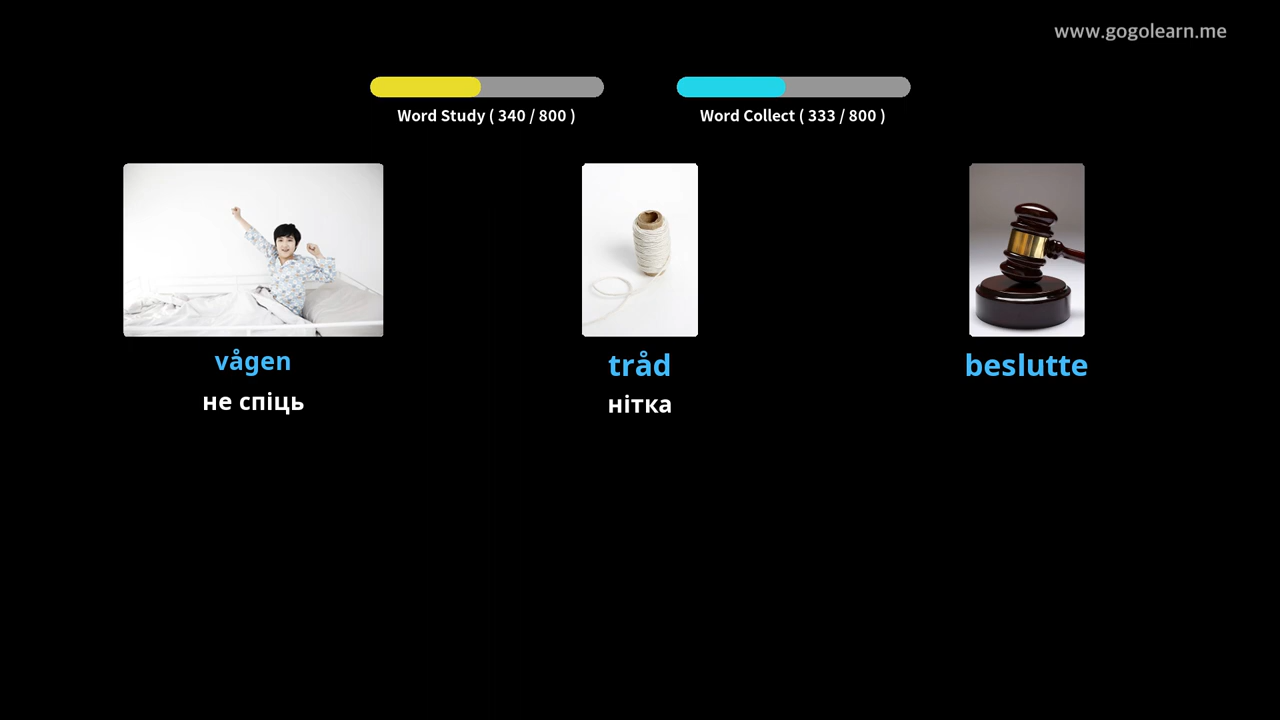 www.gogolearn.me
Word Study ( 340 / 800 )
Word Collect ( 333 / 800 )
vågen
не спіць
tråd
нітка
beslutte